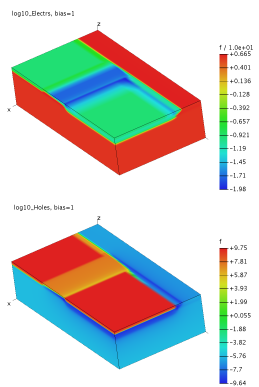 log10_Electrs, bias=1
z
x
f / 1.0e+01
+0.665
+0.401
+0.136
-0.128
-0.392
-0.657
-0.921
-1.19
-1.45
-1.71
-1.98
log10_Holes, bias=1
z
x
f
+9.75
+7.81
+5.87
+3.93
+1.99
+0.055
-1.88
-3.82
-5.76
-7.7
-9.64